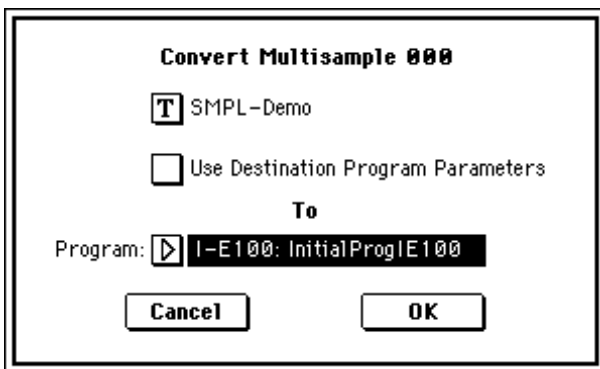 Convert Multisample 000
T SMPL-Demo
Use Destination Program Parameters
To
Program: I-E100: InitialProgIE100
Cancel OK